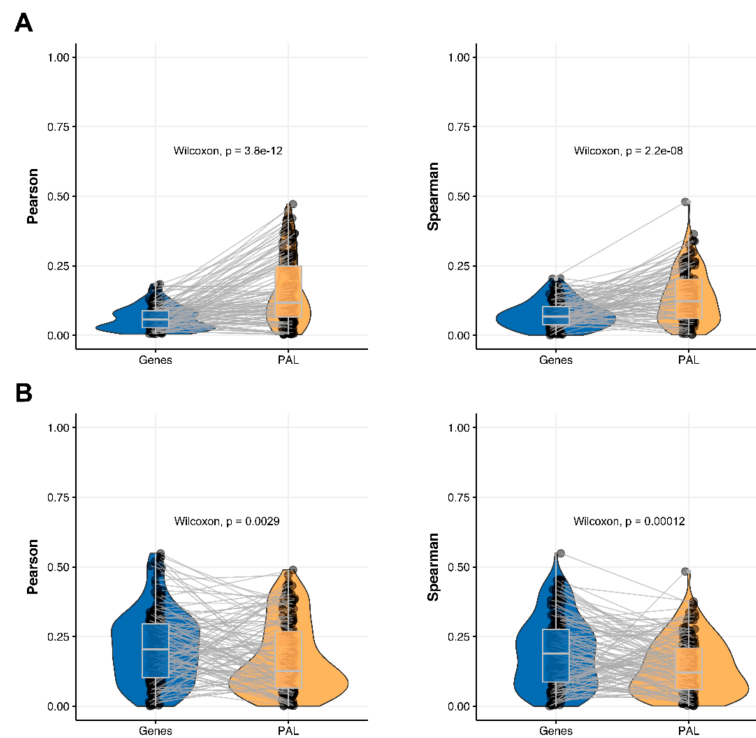 A
1.00
0.75
0.50
0.25
0.00
Pearson
Wilcoxon, p = 3.8e-12
Genes
PAL
1.00
0.75
0.50
0.25
0.00
Spearman
Wilcoxon, p = 2.2e-08
Genes
PAL
B
1.00
0.75
0.50
0.25
0.00
Pearson
Wilcoxon, p = 0.0029
Genes
PAL
1.00
0.75
0.50
0.25
0.00
Spearman
Wilcoxon, p = 0.00012
Genes
PAL